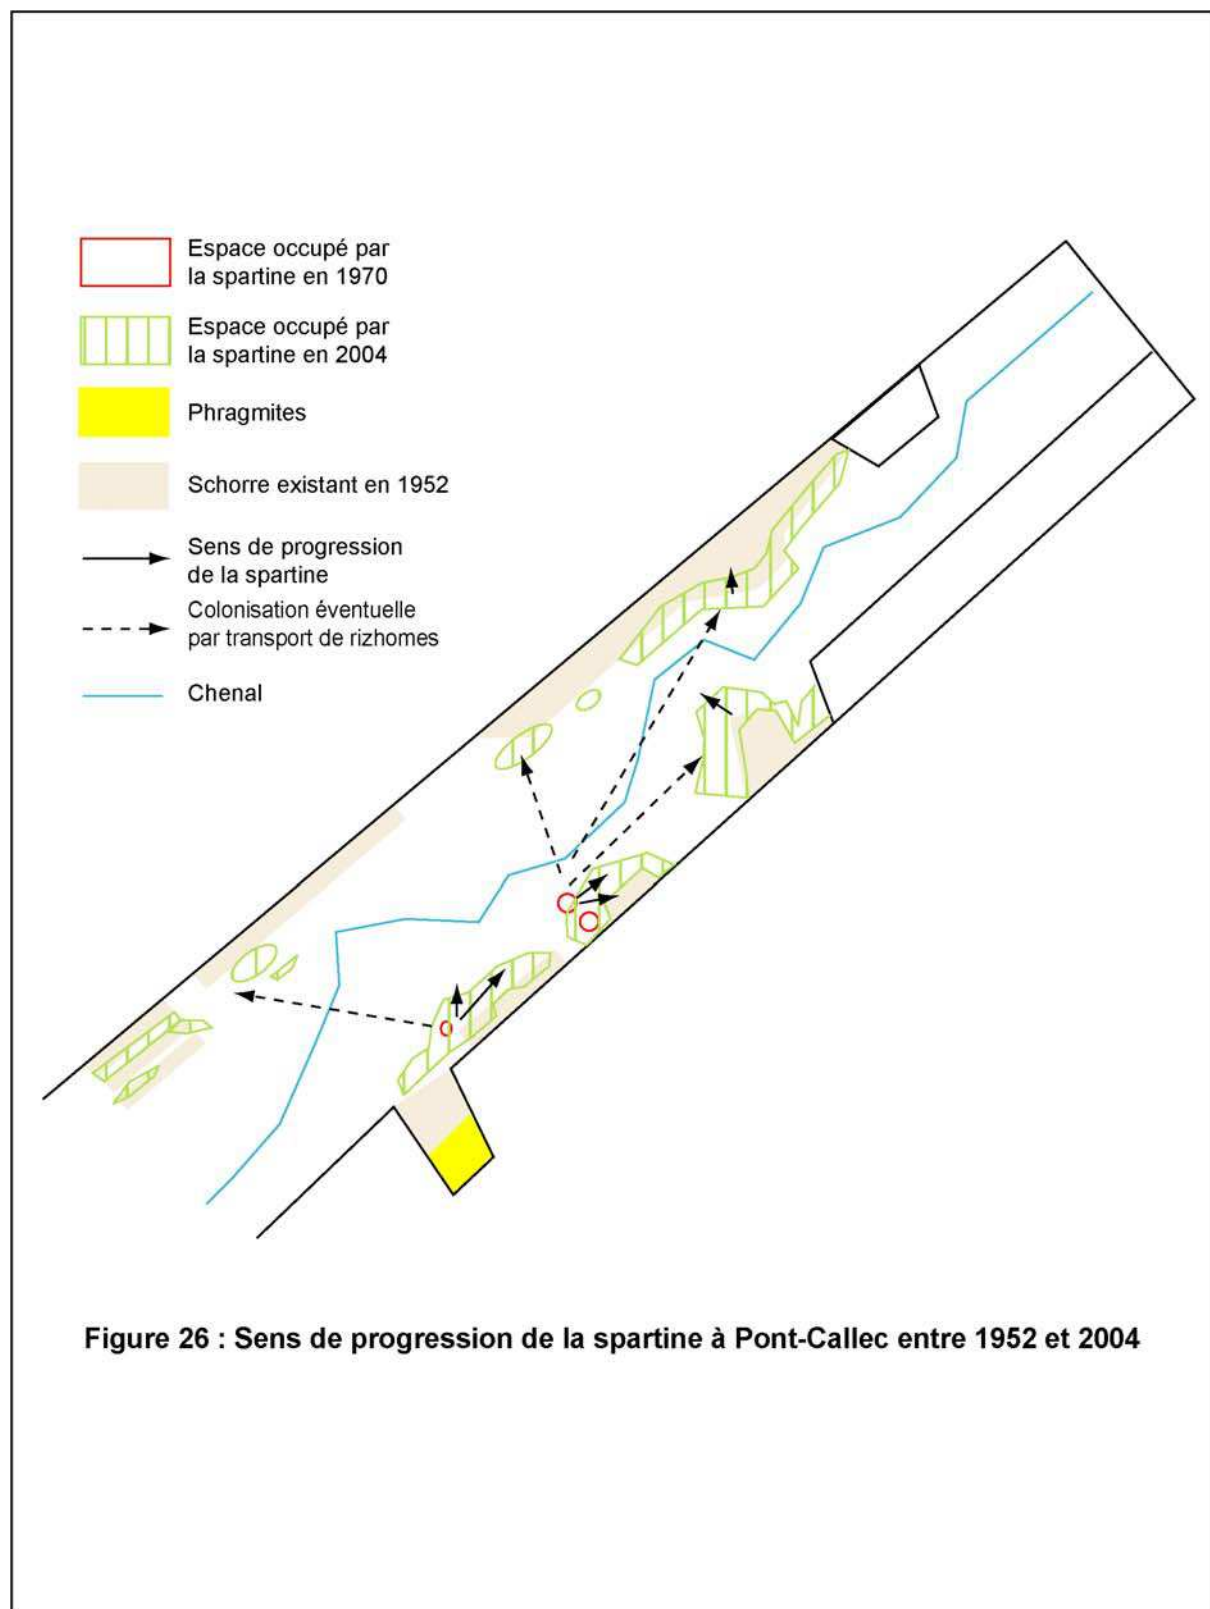 Espace occupé par
la spartine en 1970
Espace occupé par
la spartine en 2004
Phragmites
Schorre existant en 1952
Sens de progression
de la spartine
Colonisation éventuelle
par transport de rizhomes
Chenal
Figure 26 : Sens de progression de la spartine à Pont-Callec entre 1952 et 2004